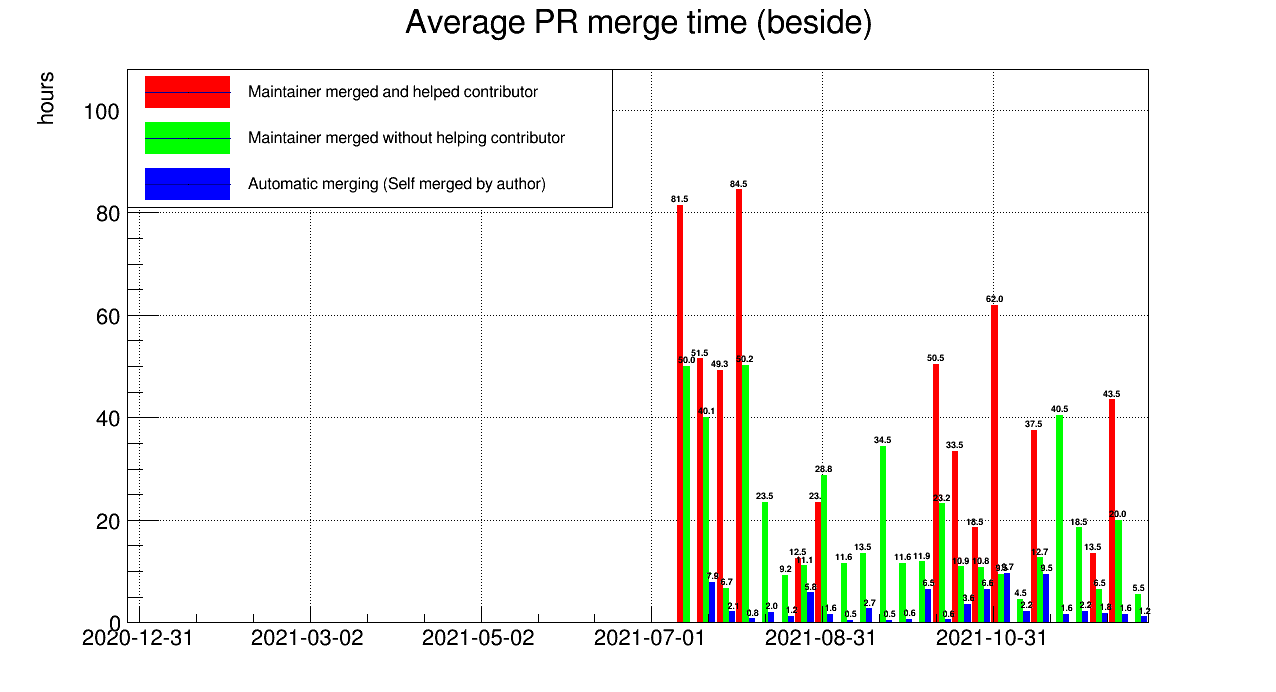 Average PR merge time (beside)
hours
Maintainer merged and helped contributor
Maintainer merged without helping contributor
Automatic merging (Self merged by author)
100
80
60
40
20
0
81.5
51.5 40.1 7.9
49.3 6.7
84.5 50.2 0.8
23.5 2.0
9.2 1.2
12.5 11.1 5.8
28.8 1.6
11.6 0.5
13.5 2.7
34.5 0.5
11.6 0.6
11.9 6.5
50.5 23.2
33.5 10.9 3.6
18.5 10.8 6.6
62.0
4.5 2.2
37.5 12.7 9.5
40.5 1.6
18.5 2.2
13.5 6.5 1.8
43.5 20.0 1.6
5.5 1.2
2020-12-31 2021-03-02 2021-05-02 2021-07-01 2021-08-31 2021-10-31